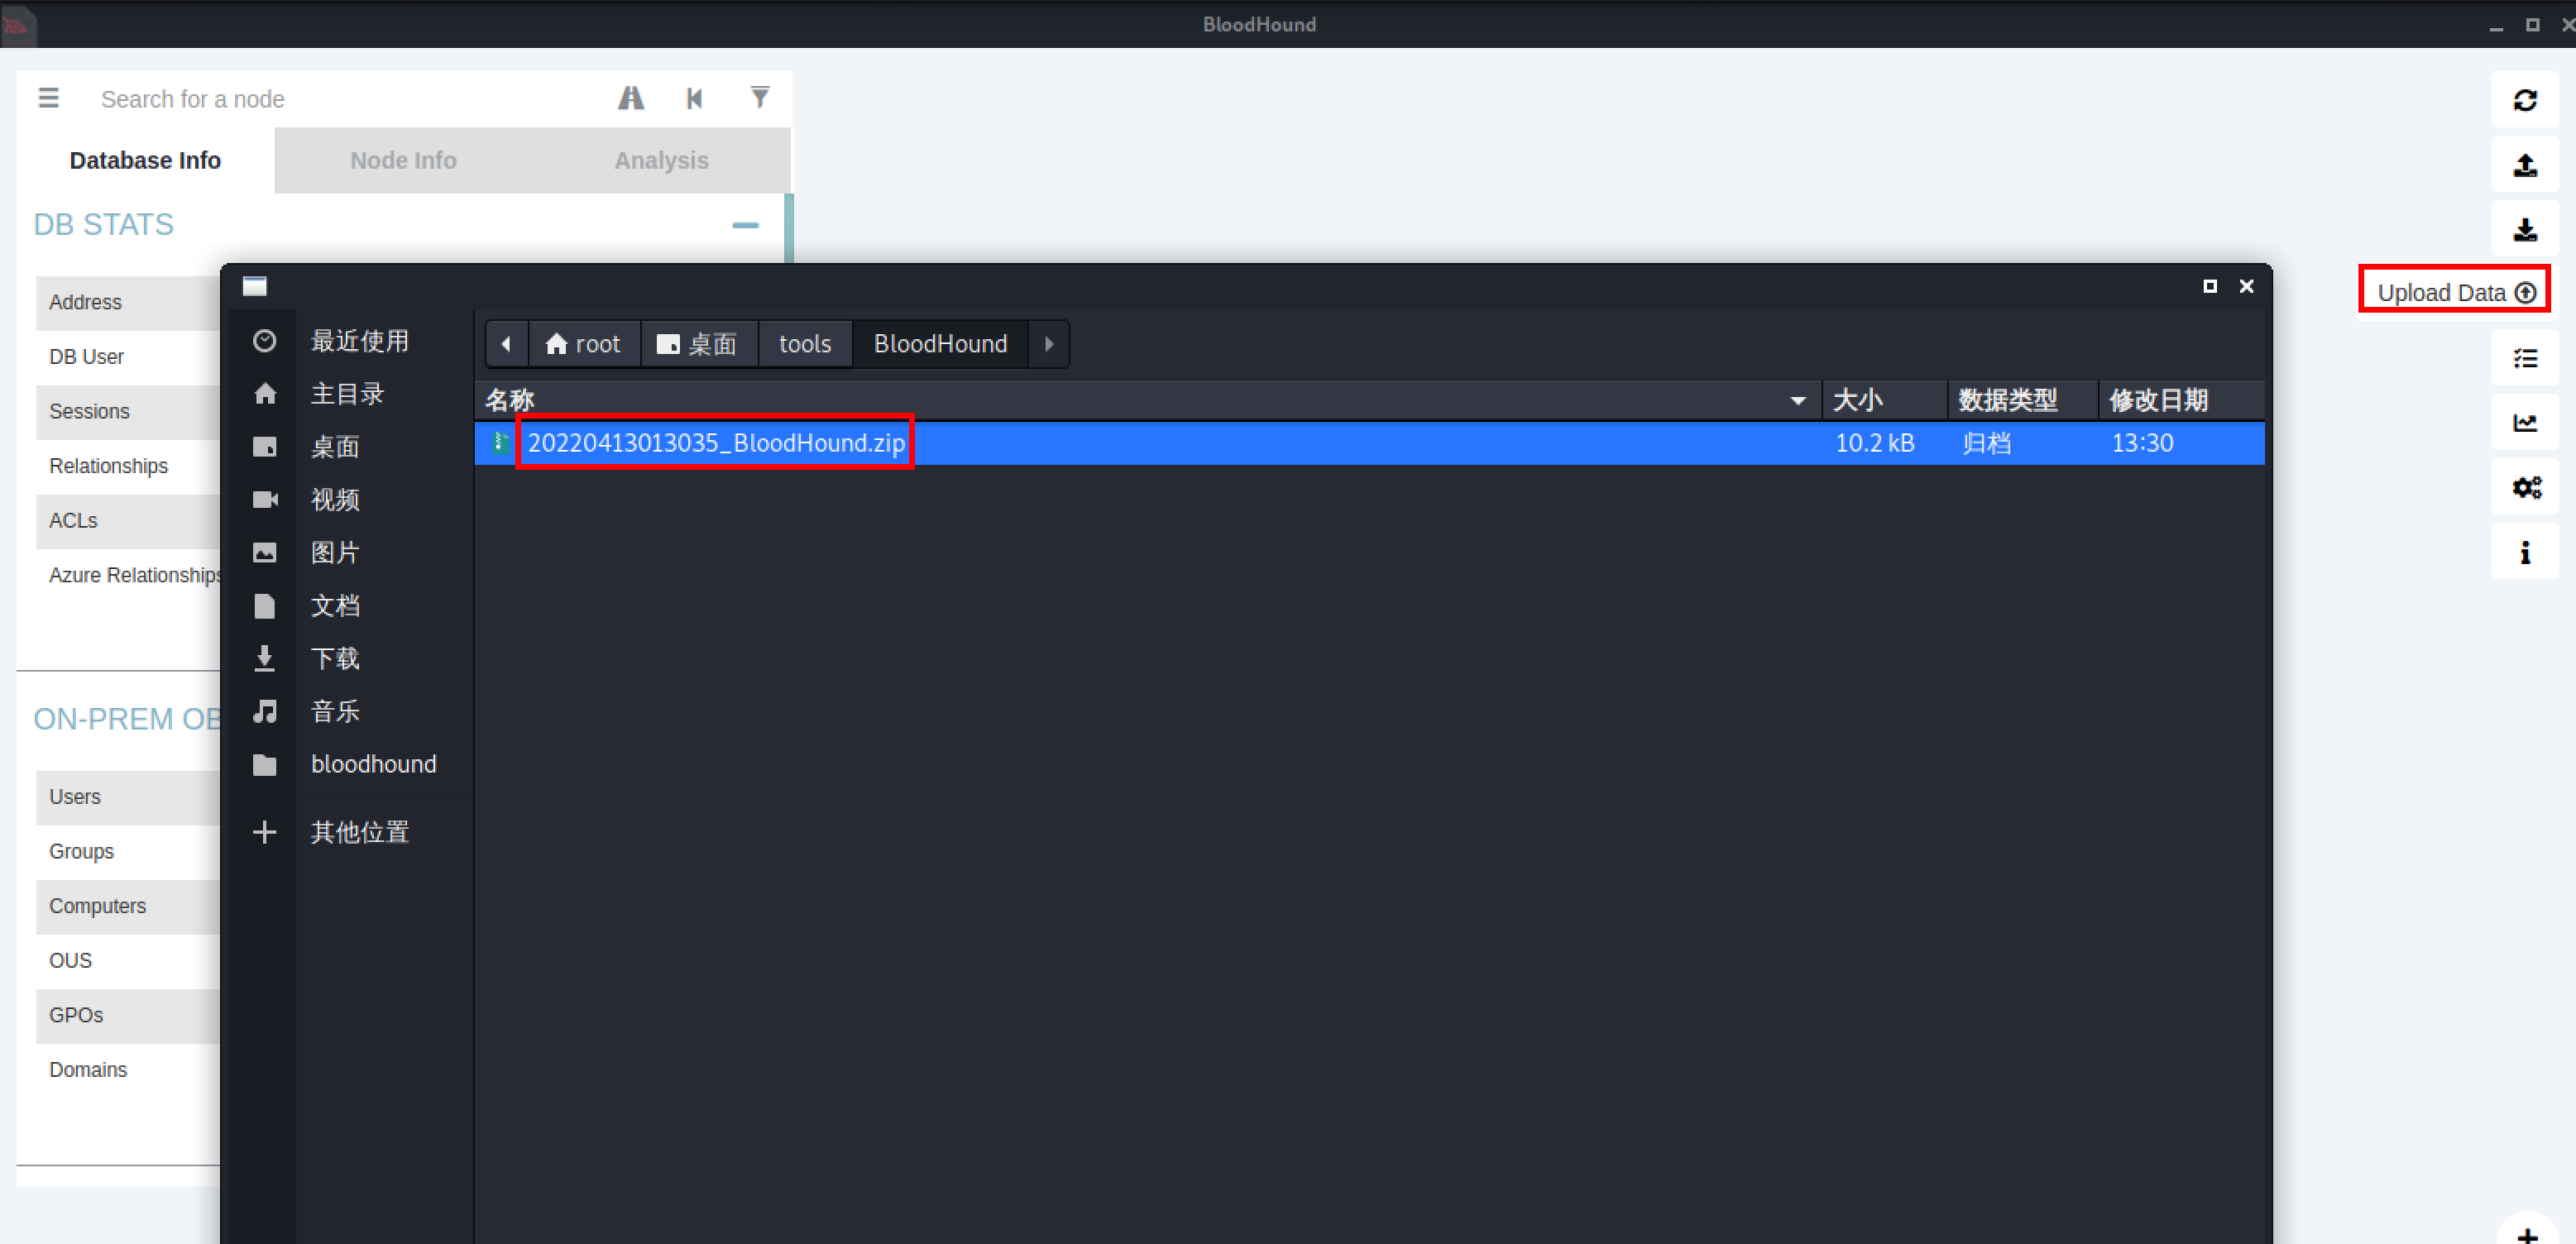 BloodHound
Search for a node
Database Info Node Info Analysis
DB STATS
Address
DB User
Sessions
Relationships
ACLs
Azure Relationships
ON-PREM OB
Users
Groups
Computers
OUS
GPOs
Domains
Upload Data
最近使用
主目录
桌面
视频
图片
文档
下载
音乐
bloodhound
其他位置
root 桌面 tools BloodHound
名称 大小 数据类型 修改日期
20220413013035_BloodHound.zip 10.2 kB 归档 13:30